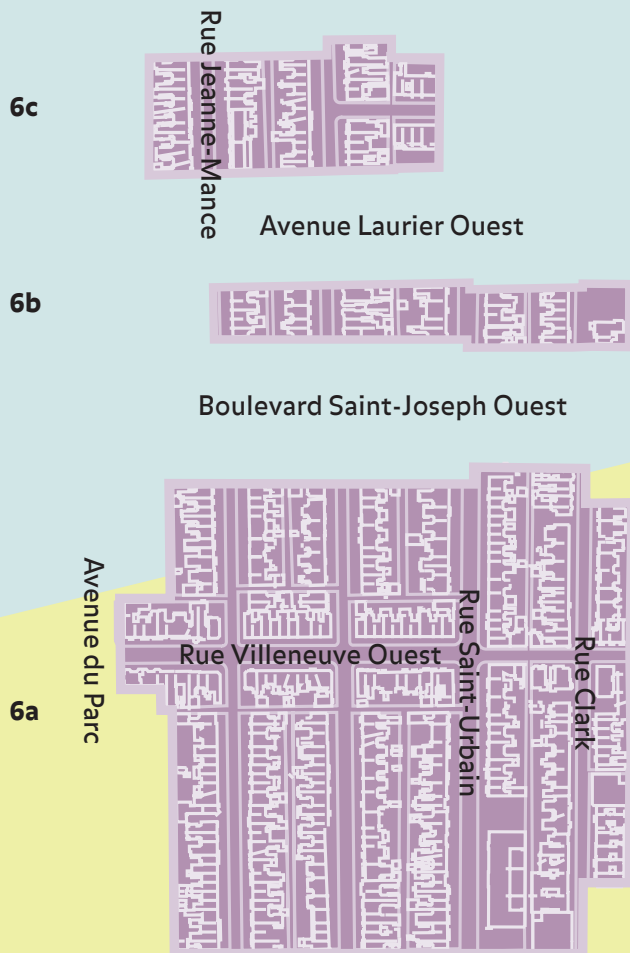 Rue Jeanne-Mance
6c
Avenue Laurier Ouest
6b
Boulevard Saint-Joseph Ouest
Avenue du Parc
Rue Villeneuve Ouest
Rue Saint-Urbain
Rue Clark
6a